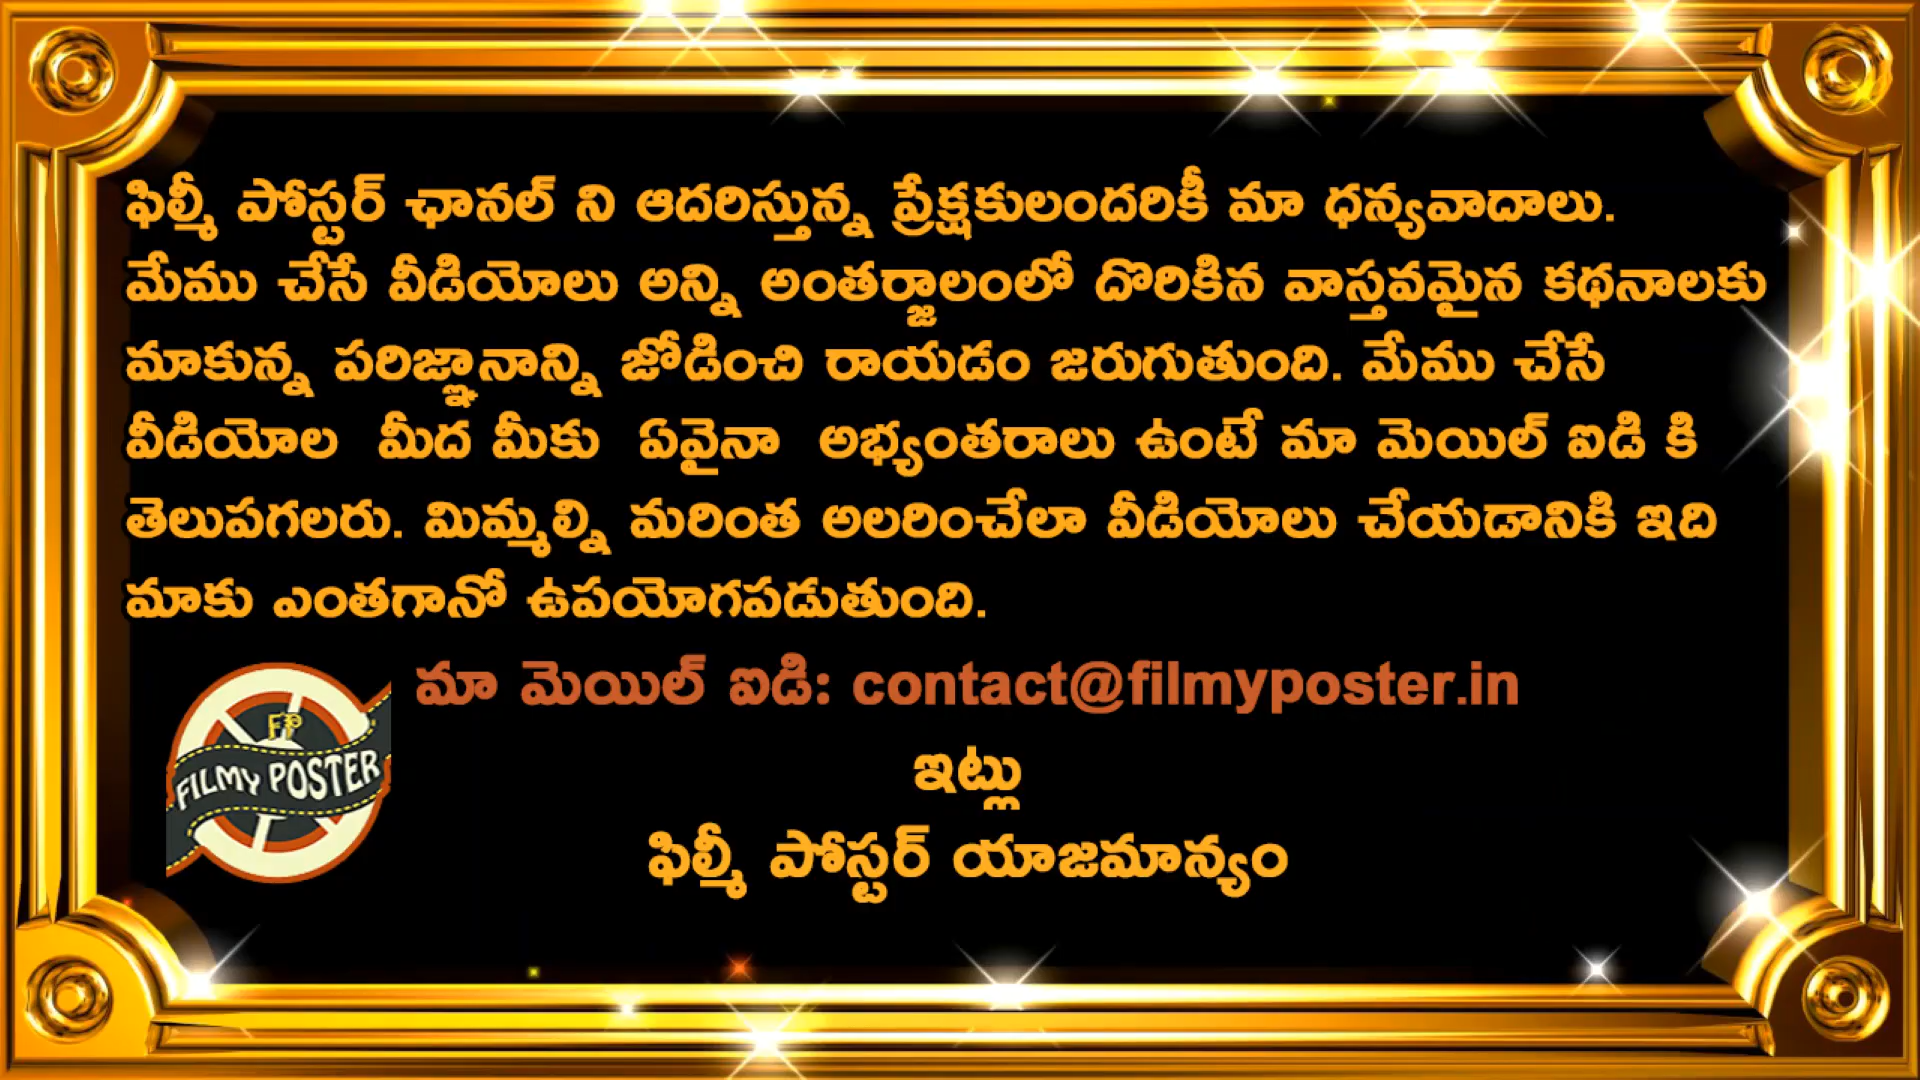 ఫిల్మీ పోస్టర్ ఛానల్ ని ఆదరిస్తున్న ప్రేక్షకులందరికీ మా ధన్యవాదాలు.
మేము చేసే వీడియోలు అన్ని అంతర్జాలంలో దొరికిన వాస్తవమైన కథనాలకు
మాకున్న పరిజ్ఞానాన్ని జోడించి రాయడం జరుగుతుంది. మేము చేసే
వీడియోల మీద మీకు ఏవైనా అభ్యంతరాలు ఉంటే మా మెయిల్ ఐడి కి
తెలుపగలరు. మిమ్మల్ని మరింత అలరించేలా వీడియోలు చేయడానికి ఇది
మాకు ఎంతగానో ఉపయోగపడుతుంది.
మా మెయిల్ ఐడి: contact@filmyposter.in
FP
FILMY POSTER
ఇట్లు
ఫిల్మీ పోస్టర్ యాజమాన్యం